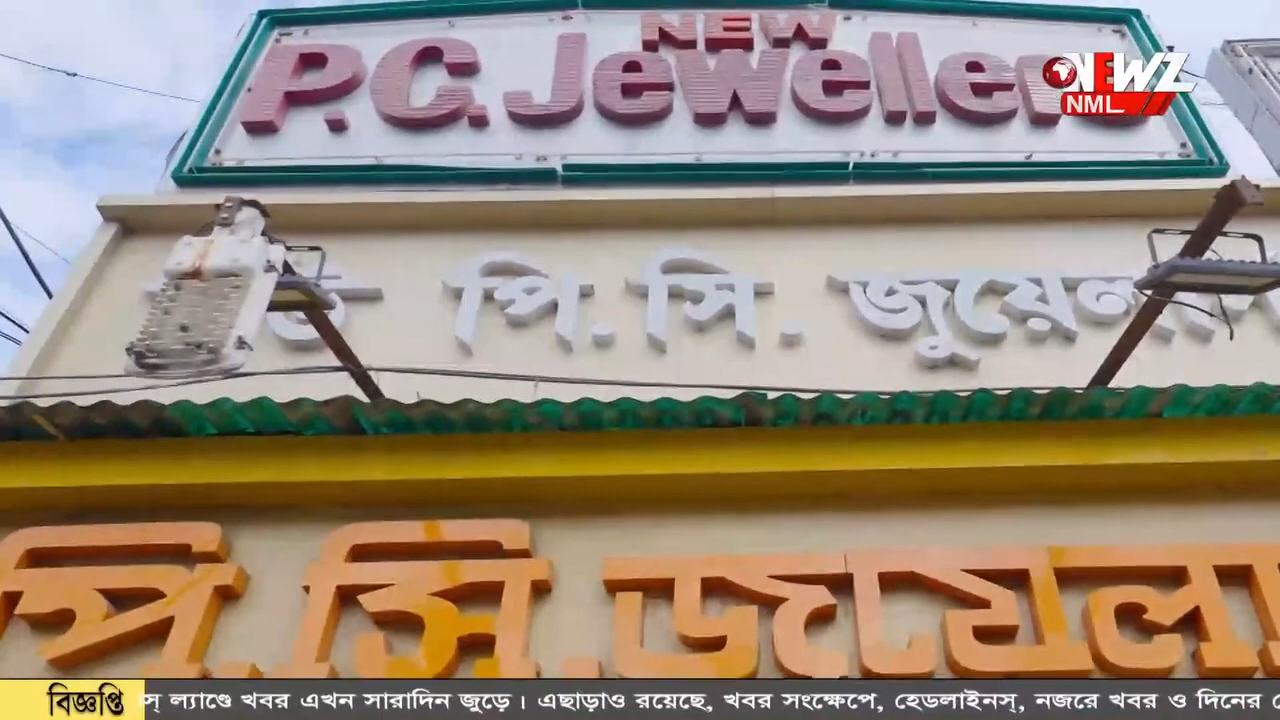 NEW
P.C. Jewellers
NEWZ
NML
পি. সি. জুয়েলার্স
পি.সি.জুয়েলা
বিজ্ঞপ্তি
স্ ল্যাণ্ডে খবর এখন সারাদিন জুড়ে । এছাড়াও রয়েছে, খবর সংক্ষেপে, হেডলাইনস্, নজরে খবর ও দিনের